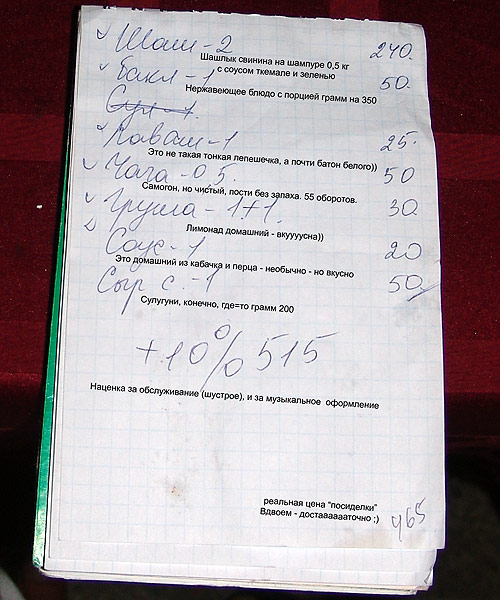 Шаш - 2 240.
Шашлык свинина на шампуре 0,5 кг
с соусом ткемале и зеленью
Бакл - 1 50.
Нержавеющее блюдо с порцией грамм на 350
Лаваш - 1 25.
Это не такая тонкая лепешечка, а почти батон белого))
Чача - 0,5. 50
Самогон, но чистый, пости без запаха. 55 оборотов.
Груша - 1+1. 30
Лимонад домашний - вкуууусна))
Соус - 1 20
Это домашний из кабачка и перца - необычно - но вкусно
Сыр с. - 1 50
Сулугуни, конечно, где=то грамм 200
+10% 515
Наценка за обслуживание (шустрое), и за музыкальное оформление
реальная цена "посиделки"
Вдвоем - достаааааточно ;)
465